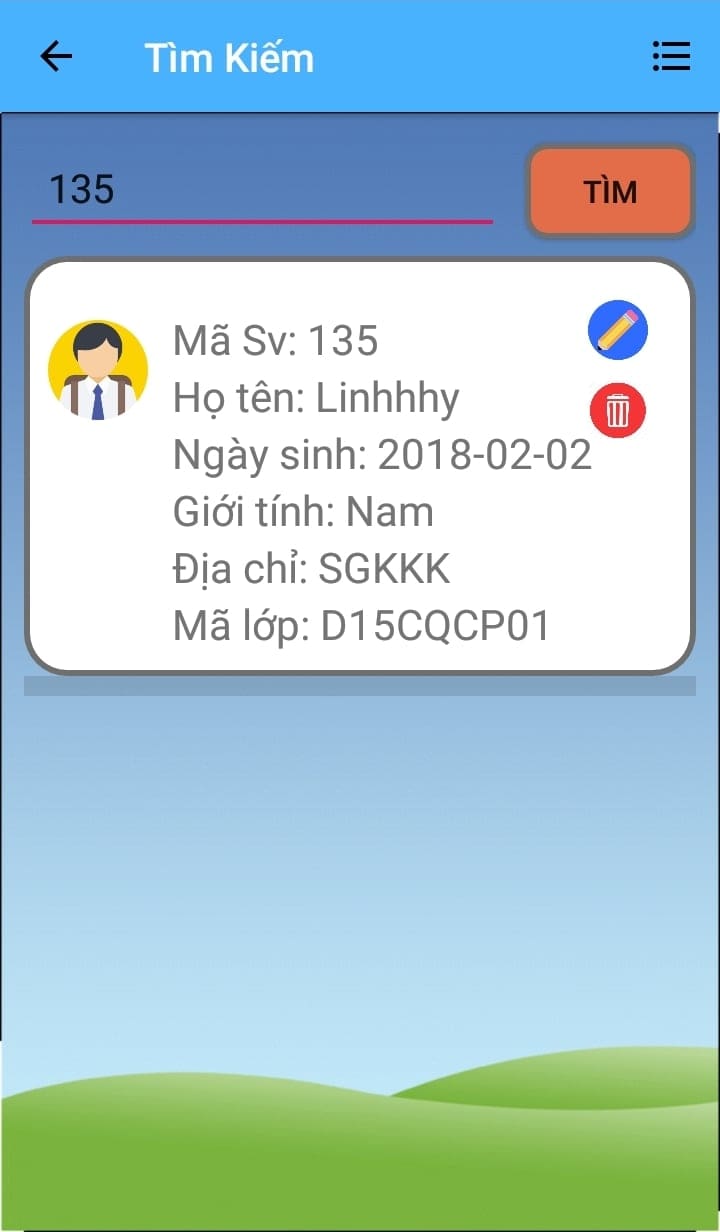 Tìm Kiếm
135
TÌM
Mã Sv: 135
Họ tên: Linhhhy
Ngày sinh: 2018-02-02
Giới tính: Nam
Địa chỉ: SGKKK
Mã lớp: D15CQCP01